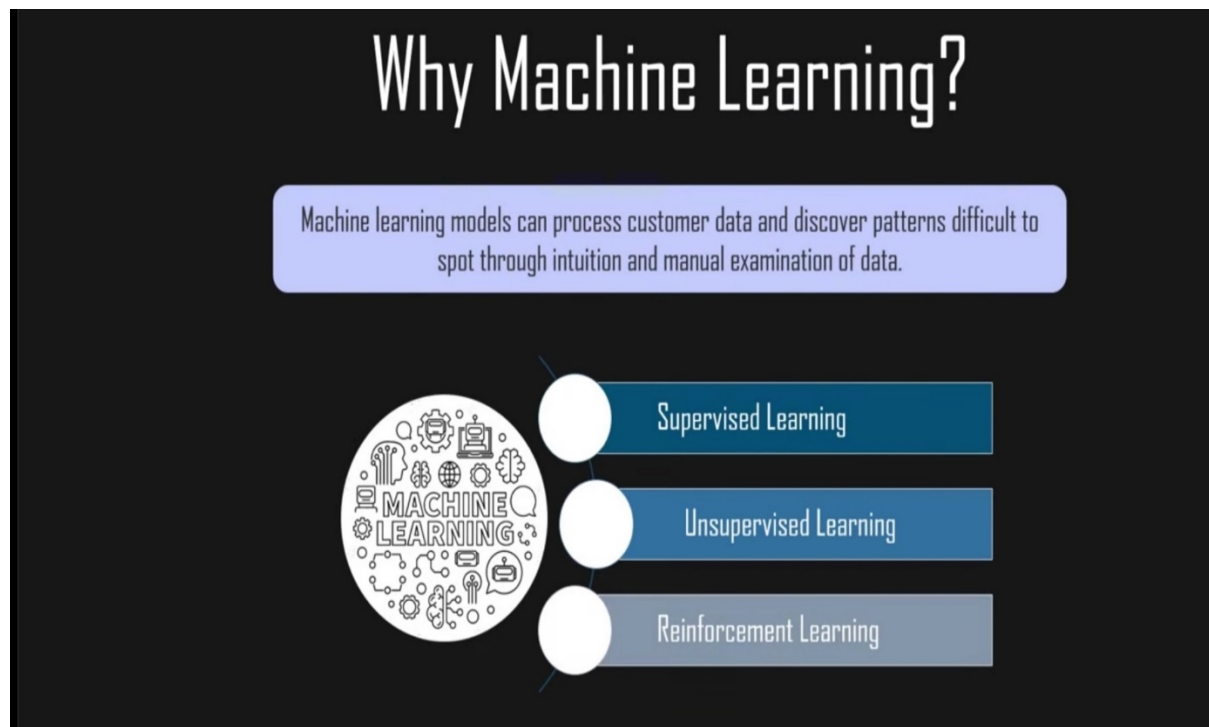 Why Machine Learning?
Machine learning models can process customer data and discover patterns difficult to
spot through intuition and manual examination of data.
MACHINE
LEARNING
Supervised Learning
Unsupervised Learning
Reinforcement Learning